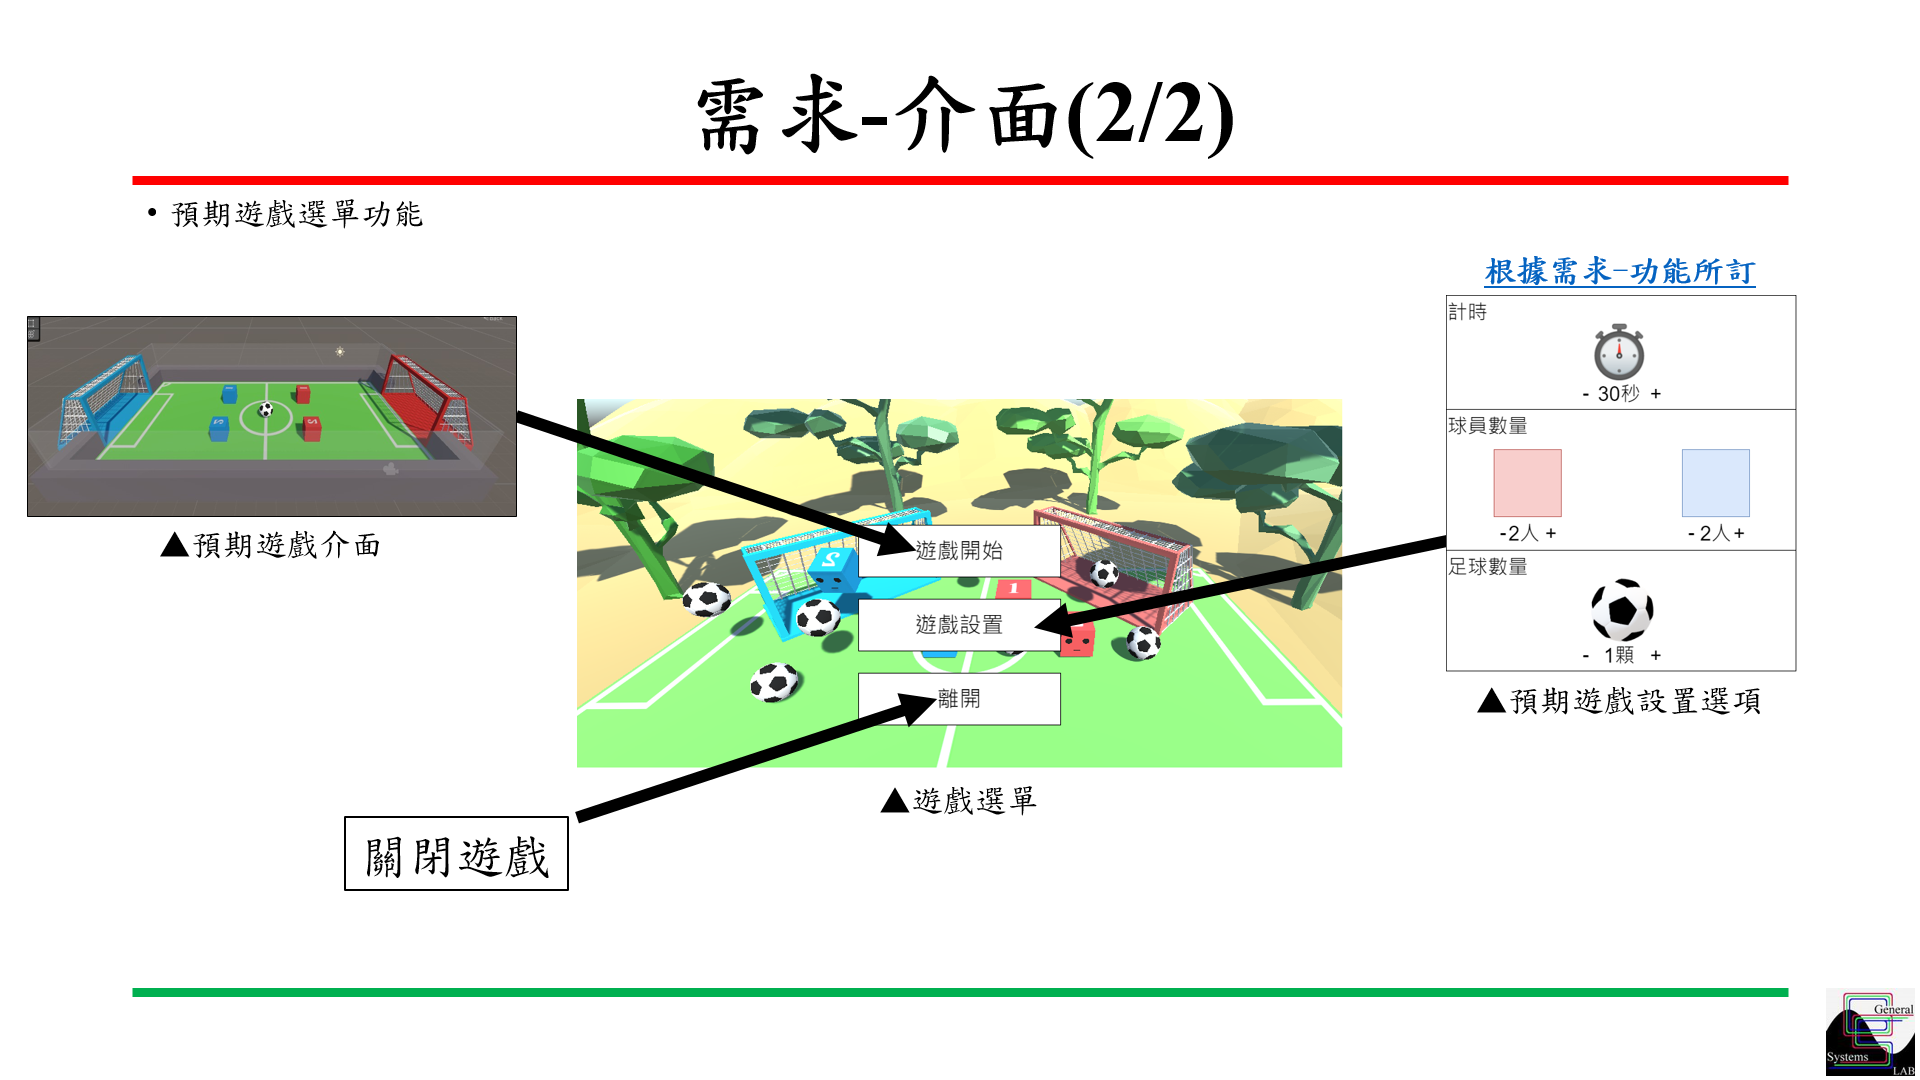 需求-介面(2/2)
• 預期遊戲選單功能
根據需求-功能所訂
計時
- 30秒 +
球員數量
-2人 +
- 2人+
足球數量
- 1顆 +
▲預期遊戲設置選項
▲預期遊戲介面
2
1
遊戲開始
遊戲設置
離開
▲遊戲選單
關閉遊戲
General
Systems
LAB